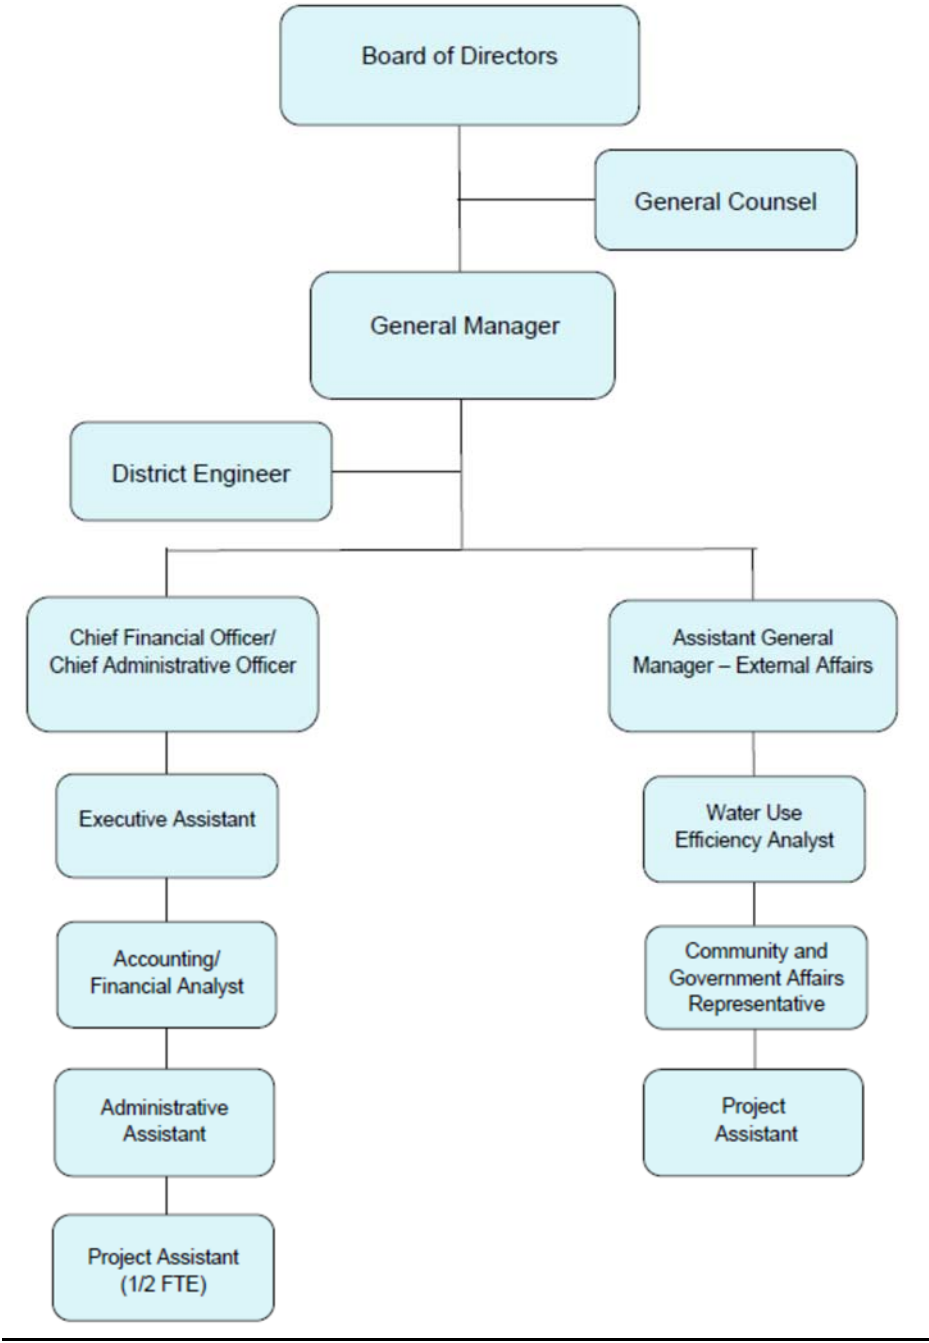 Board of Directors
General Counsel
General Manager
District Engineer
Chief Financial Officer/
Chief Administrative Officer
Assistant General
Manager – External Affairs
Executive Assistant
Water Use
Efficiency Analyst
Accounting/
Financial Analyst
Community and
Government Affairs
Representative
Administrative
Assistant
Project
Assistant
Project Assistant
(1/2 FTE)